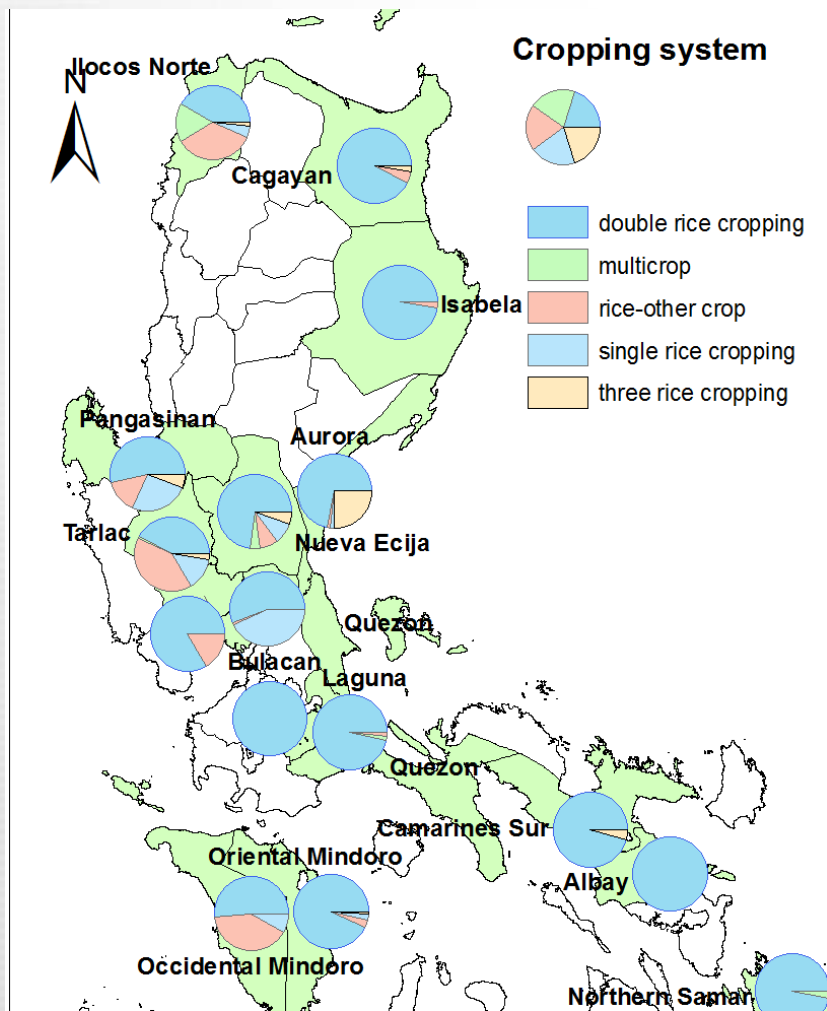 Cropping system
double rice cropping
multicrop
rice-other crop
single rice cropping
three rice cropping
Ilocos Norte
N
Cagayan
Isabela
Pangasinan
Aurora
Tarlac
Nueva Ecija
Quezon
Bulacan
Laguna
Quezon
Camarines Sur
Oriental Mindoro
Albay
Occidental Mindoro
Northern Samar